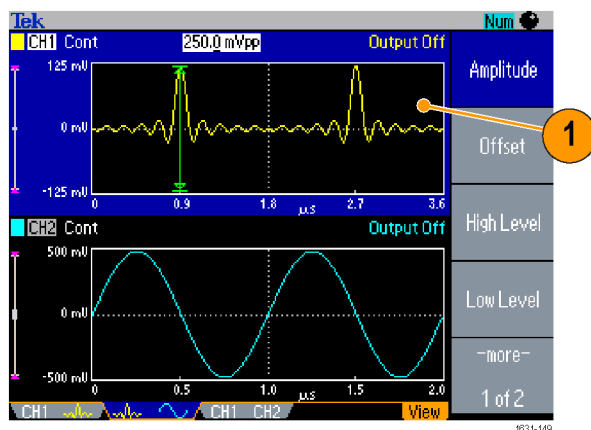 Tek Num
CH1 Cont 250.0 mVpp Output Off
125 mV
0 mV
-125 mV
0 0.9 1.8 µs 2.7 3.6
CH2 Cont Output Off
500 mV
0 mV
-500 mV
0 0.5 1.0 µs 1.5 2.0
CH1 CH1 CH2 View
Amplitude
Offset
High Level
Low Level
-more-
1 of 2
1
1631-149